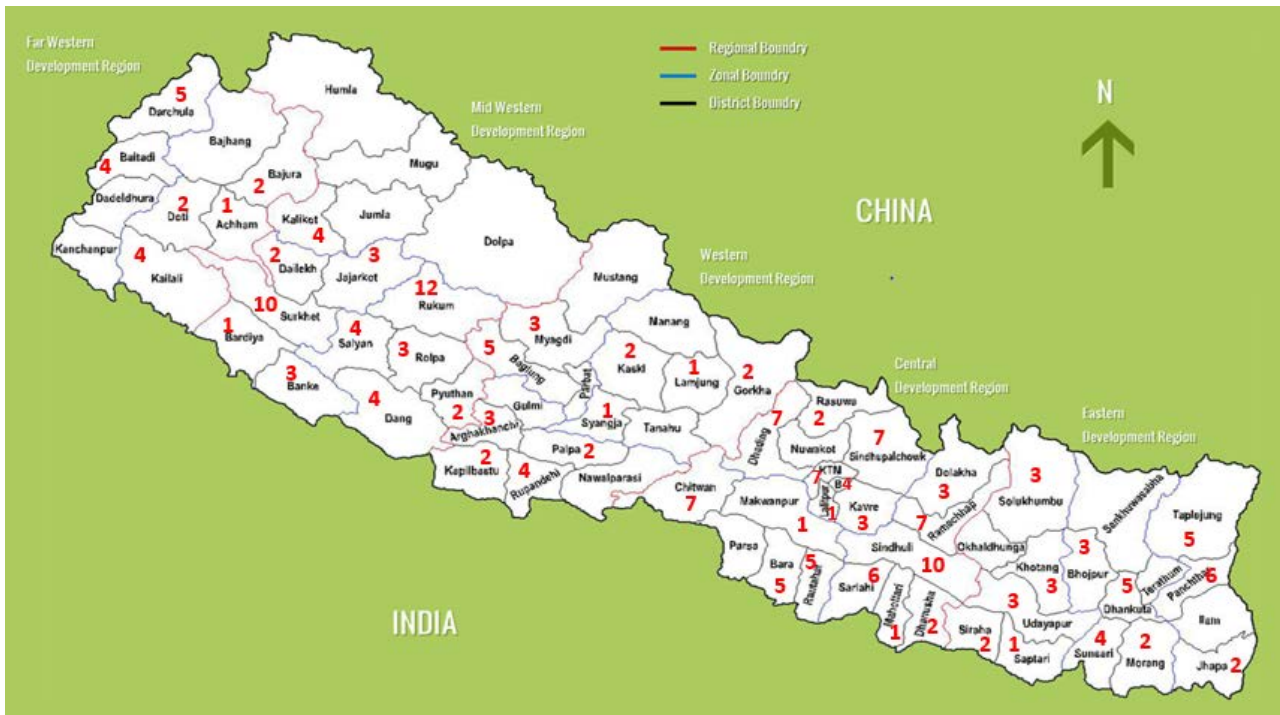 Far Western
Development Region
Regional Boundry
Zonal Boundry
District Boundry
N
Humla
5
Darchula
Mid Western
Development Region
Bajhang
Mugu
4
Baitadi
Bajura
2
Dadeldhura
2
Doti
1
Achham
Kalikot
4
Jumla
CHINA
Kanchanpur
4
Kailali
2
Dailekh
3
Jajarkot
Dolpa
Western
Development Region
Mustang
12
Rukum
10
Surkhet
1
Bardiya
4
Salyan
3
Rolpa
5
Baglung
3
Myagdi
Manang
2
Kaski
1
Lamjung
2
Gorkha
Parbat
Central
Development Region
3
Banke
4
Dang
Pyuthan
2
Gulmi
3
Arghakhanchi
1
Syangja
Tanahu
7
Dhading
Rasuwa
2
Nuwakot
7
Sindhupalchowk
Eastern
Development Region
2
Kapilbastu
4
Rupandehi
Palpa 2
Nawalparasi
Chitwan
7
Makwanpur
1
KTM
7
B 4
Lalitpur
1
Kavre
3
Dolakha
3
7
Ramechhap
3
Solukhumbu
Sankhuwasabha
Taplejung
5
Parsa
Bara
5
5
Rautahat
Sindhuli
10
Sarlahi
6
Mahottari
1
Dhanusha
2
Okhaldhunga
Khotang
3
3
Bhojpur
5
Dhankuta
Terathum
Panchthar
6
3
Udayapur
Ilam
INDIA
Siraha
2
1
Saptari
4
Sunsari
2
Morang
Jhapa 2